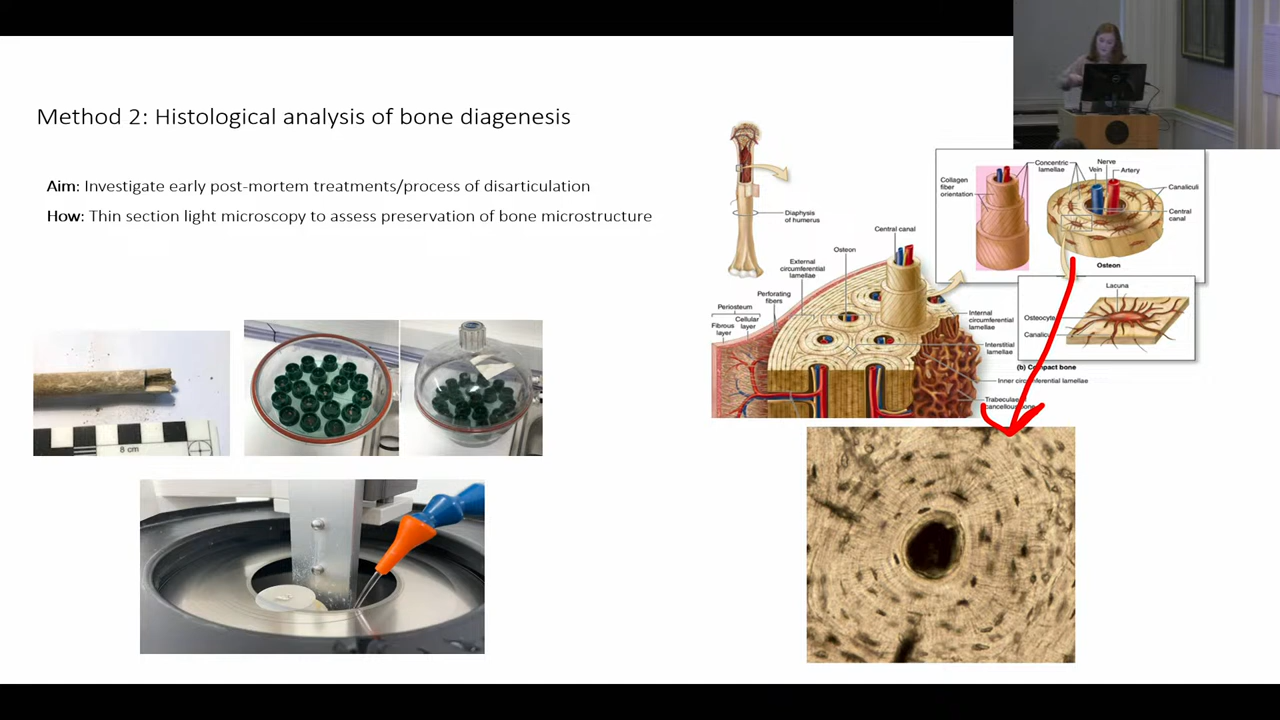 Method 2: Histological analysis of bone diagenesis
Aim: Investigate early post-mortem treatments/process of disarticulation
How: Thin section light microscopy to assess preservation of bone microstructure
8 cm
Diaphysis
of humerus
Collagen
fiber
orientation
Concentric
lamellae
Nerve
Vein
Artery
Canaliculi
Central
canal
Osteon
Central canal
Osteon
External
circumferential
lamellae
Perforating
fibers
Periosteum
Cellular
layer
Fibrous
layer
Internal
circumferential
lamellae
Interstitial
lamellae
Lacuna
Osteocyte
Canalicul
(b) Compact bone
Inner circumferential lamellae
Trabeculae
cancellous bone